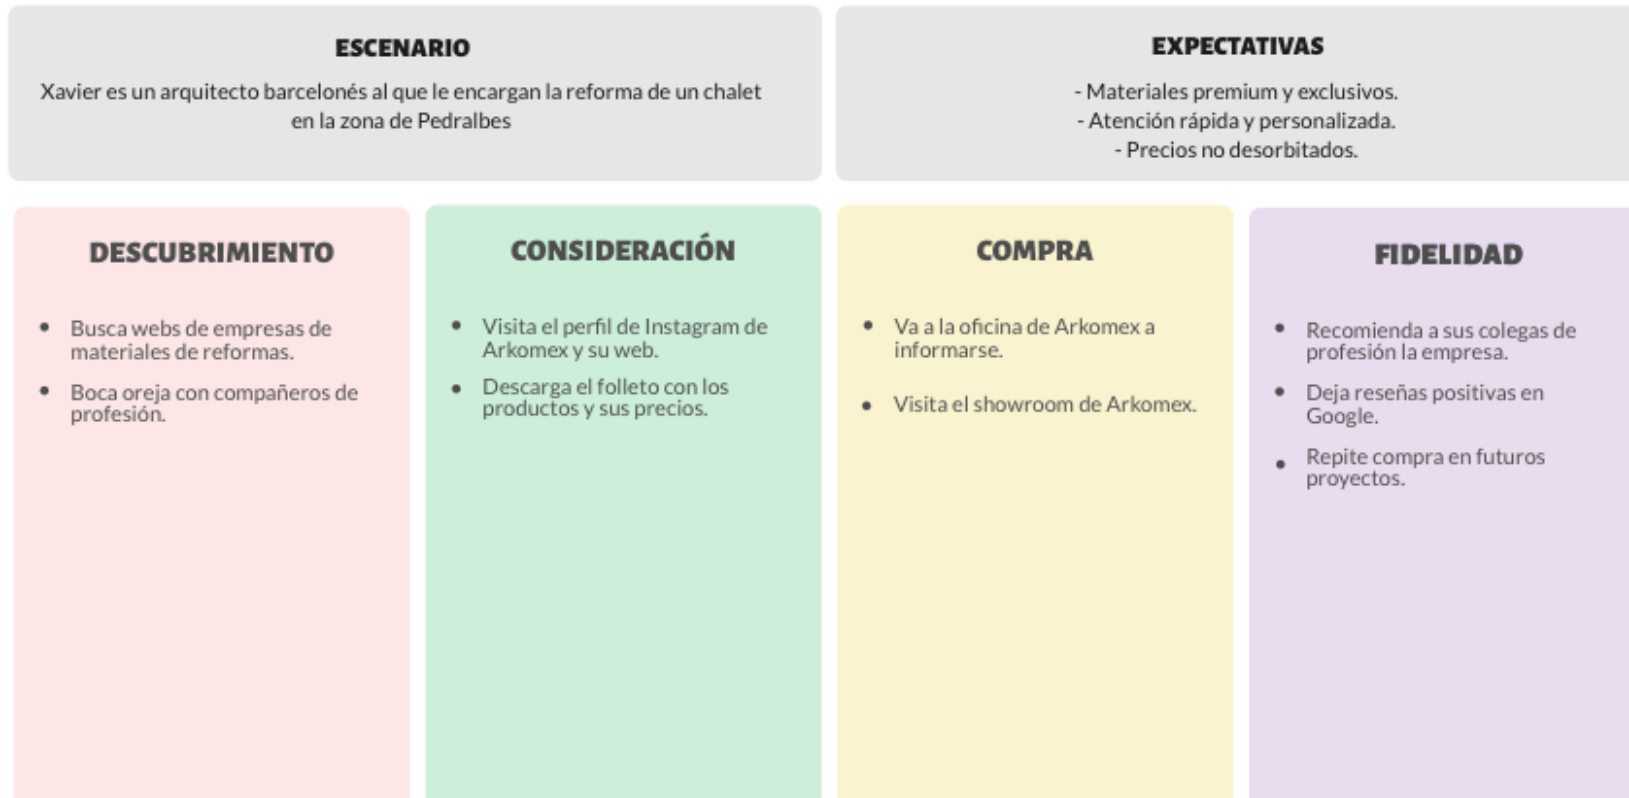 ESCENARIO
Xavier es un arquitecto barcelonés al que le encargan la reforma de un chalet
en la zona de Pedralbes
EXPECTATIVAS
- Materiales premium y exclusivos.
- Atención rápida y personalizada.
- Precios no desorbitados.
DESCUBRIMIENTO
• Busca webs de empresas de
materiales de reformas.
• Boca oreja con compañeros de
profesión.
CONSIDERACIÓN
• Visita el perfil de Instagram de
Arkomex y su web.
• Descarga el folleto con los
productos y sus precios.
COMPRA
• Va a la oficina de Arkomex a
informarse.
• Visita el showroom de Arkomex.
FIDELIDAD
• Recomienda a sus colegas de
profesión la empresa.
• Deja reseñas positivas en
Google.
• Repite compra en futuros
proyectos.